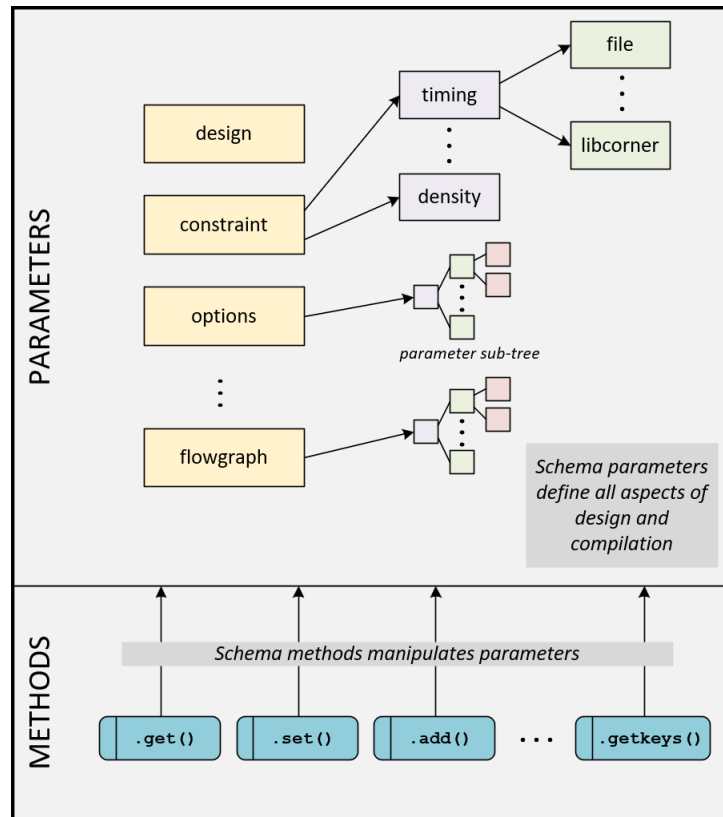 PARAMETERS
file
timing
design
libcorner
density
constraint
options
parameter sub-tree
flowgraph
Schema parameters
define all aspects of
design and
compilation
METHODS
Schema methods manipulates parameters
.get()
.set()
.add()
.getkeys()